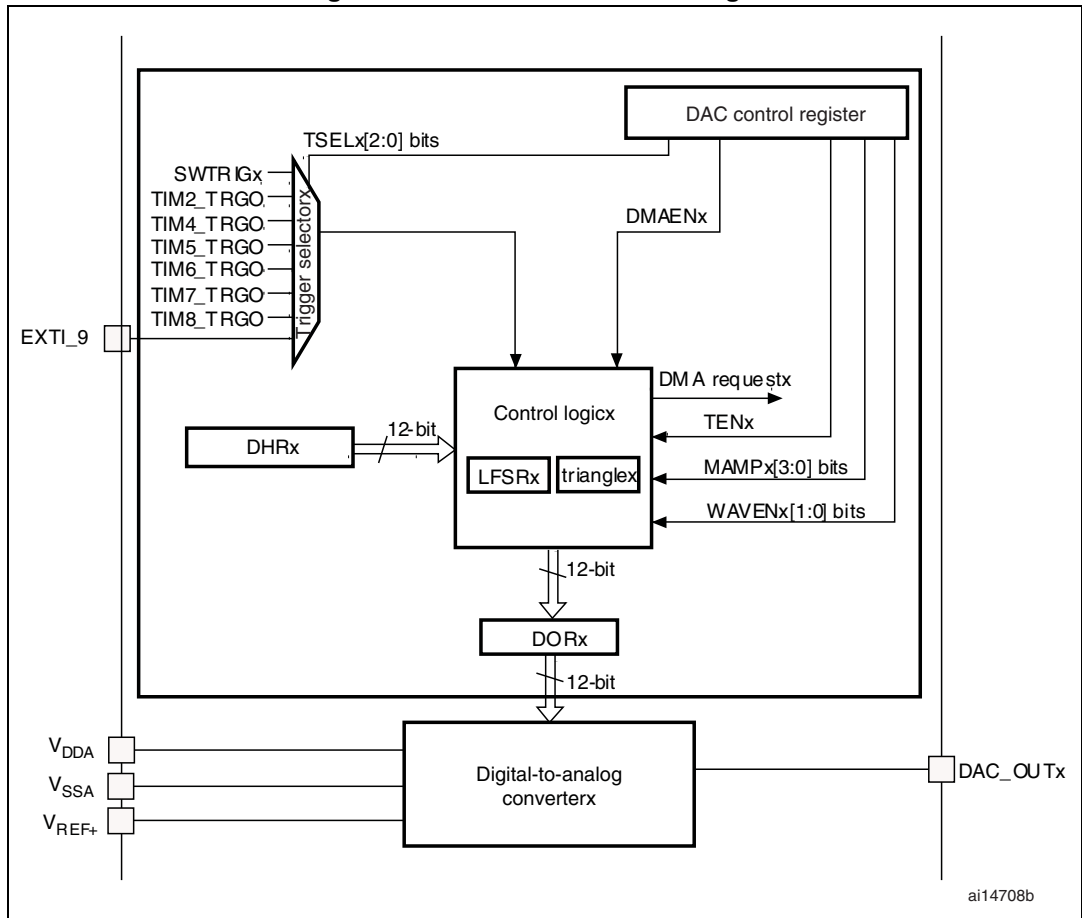 DAC control register
TSELx[2:0] bits
SWTRIGx
TIM2_TRGO
TIM4_TRGO
TIM5_TRGO
TIM6_TRGO
TIM7_TRGO
TIM8_TRGO
Trigger selectorx
DMAENx
EXTI_9
DMA requestx
Control logicx
TENx
12-bit
DHRx
LFSRx
trianglex
MAMPx[3:0] bits
WAVENx[1:0] bits
12-bit
DORx
12-bit
VDDA
VSSA
VREF+
Digital-to-analog
converterx
DAC_OUTx
ai14708b